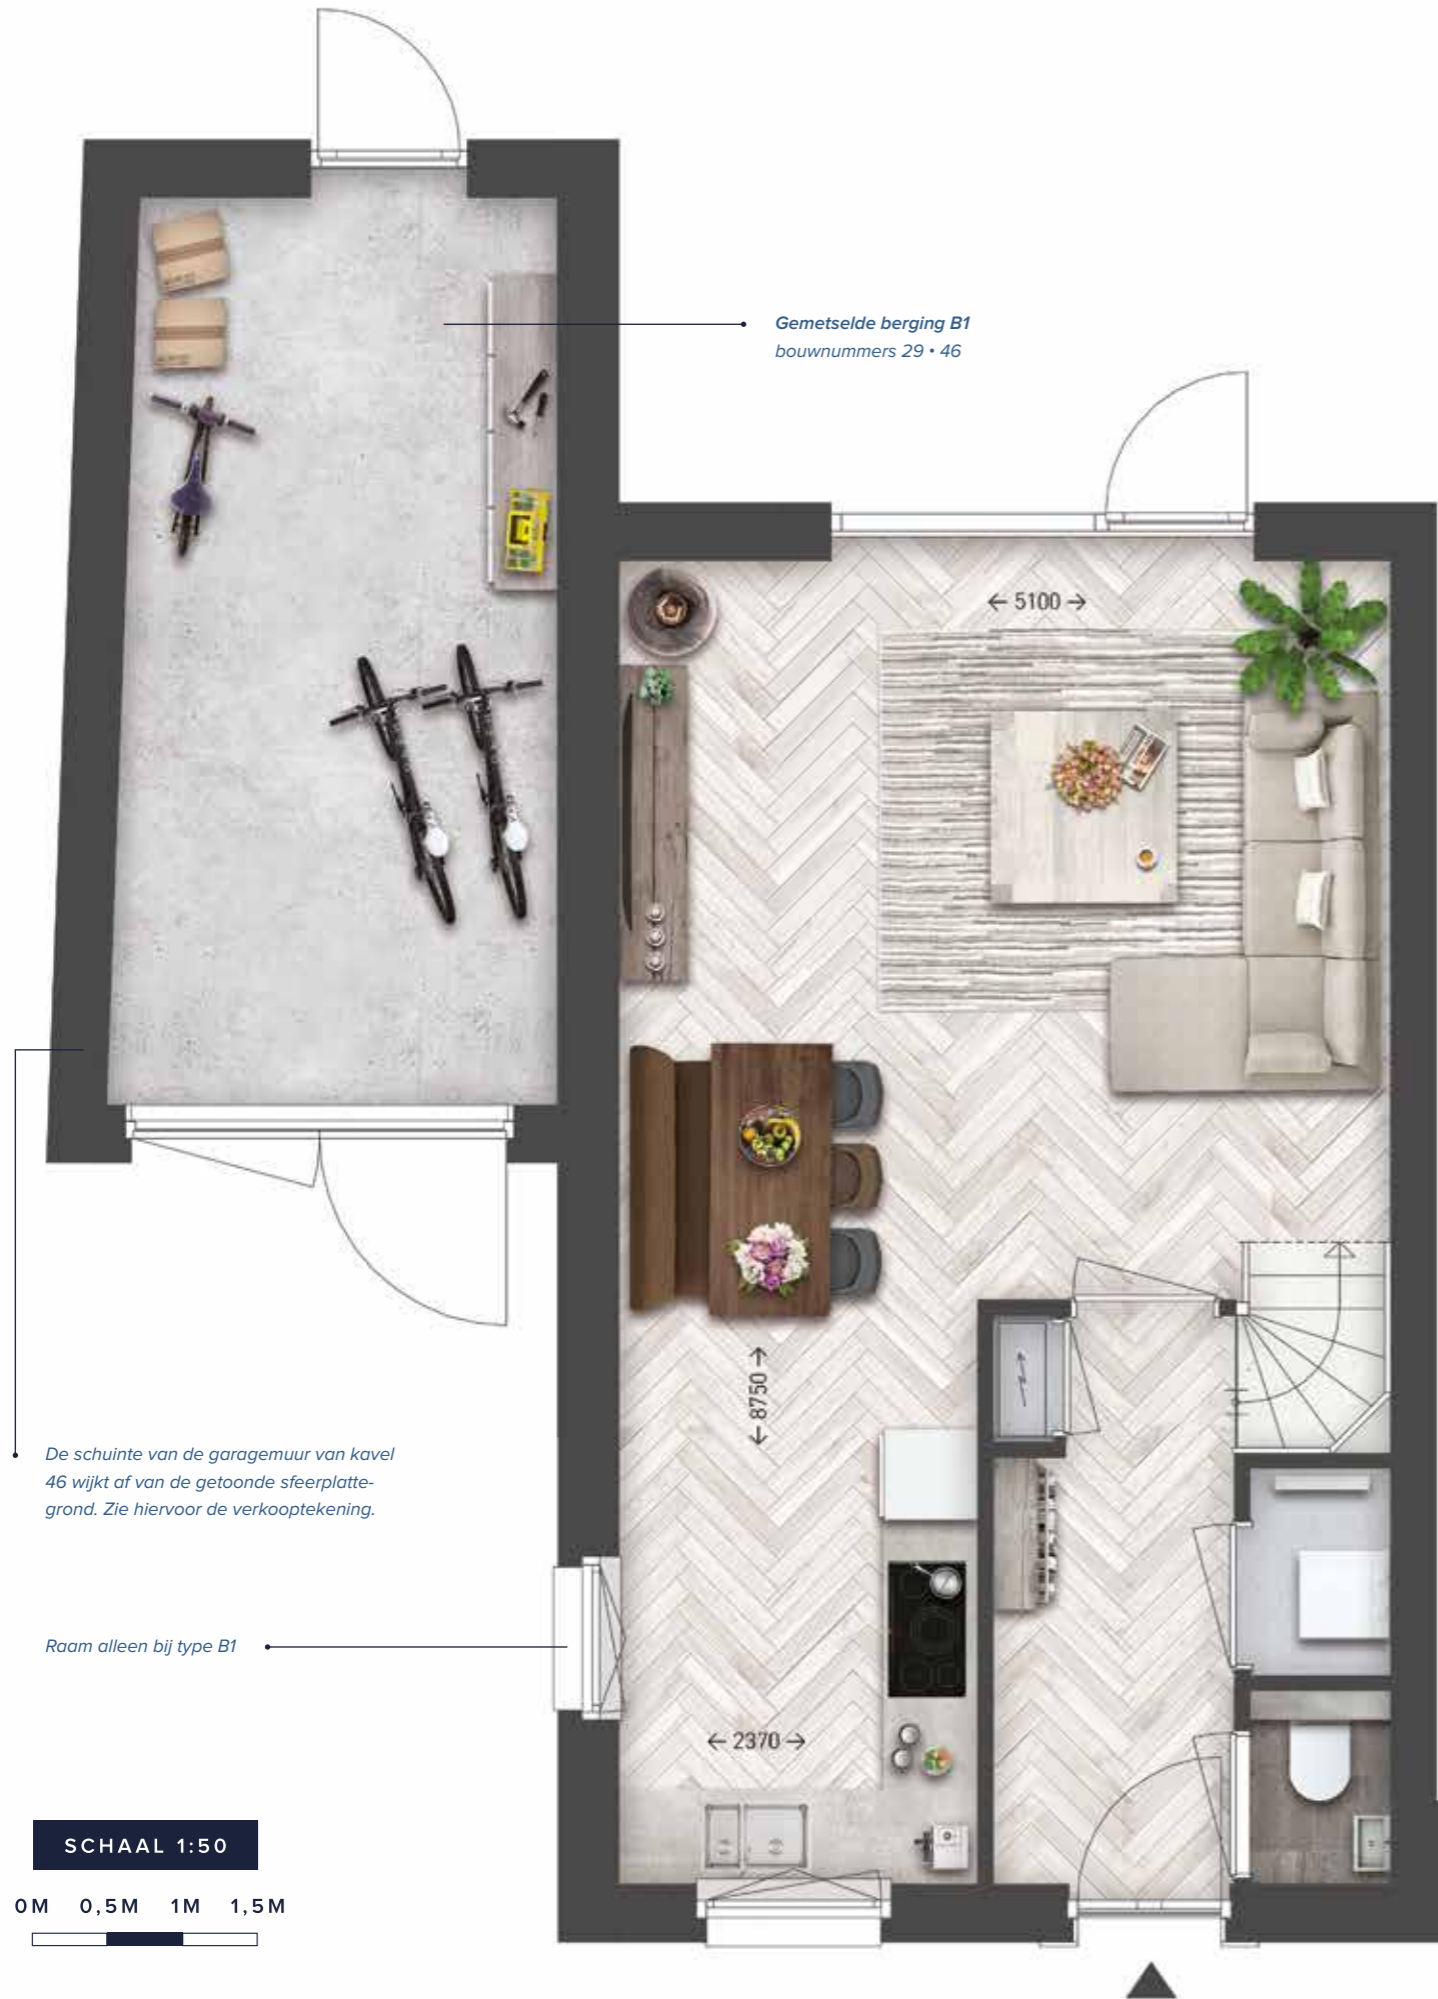 Gemetselde berging B1
bouwnummers 29 • 46
← 5100 →
← 8750 →
De schuinte van de garagemuur van kavel
46 wijkt af van de getoonde sfeerplatte-
grond. Zie hiervoor de verkooptekening.
Raam alleen bij type B1
← 2370 →
SCHAAL 1:50
0M 0,5M 1M 1,5M